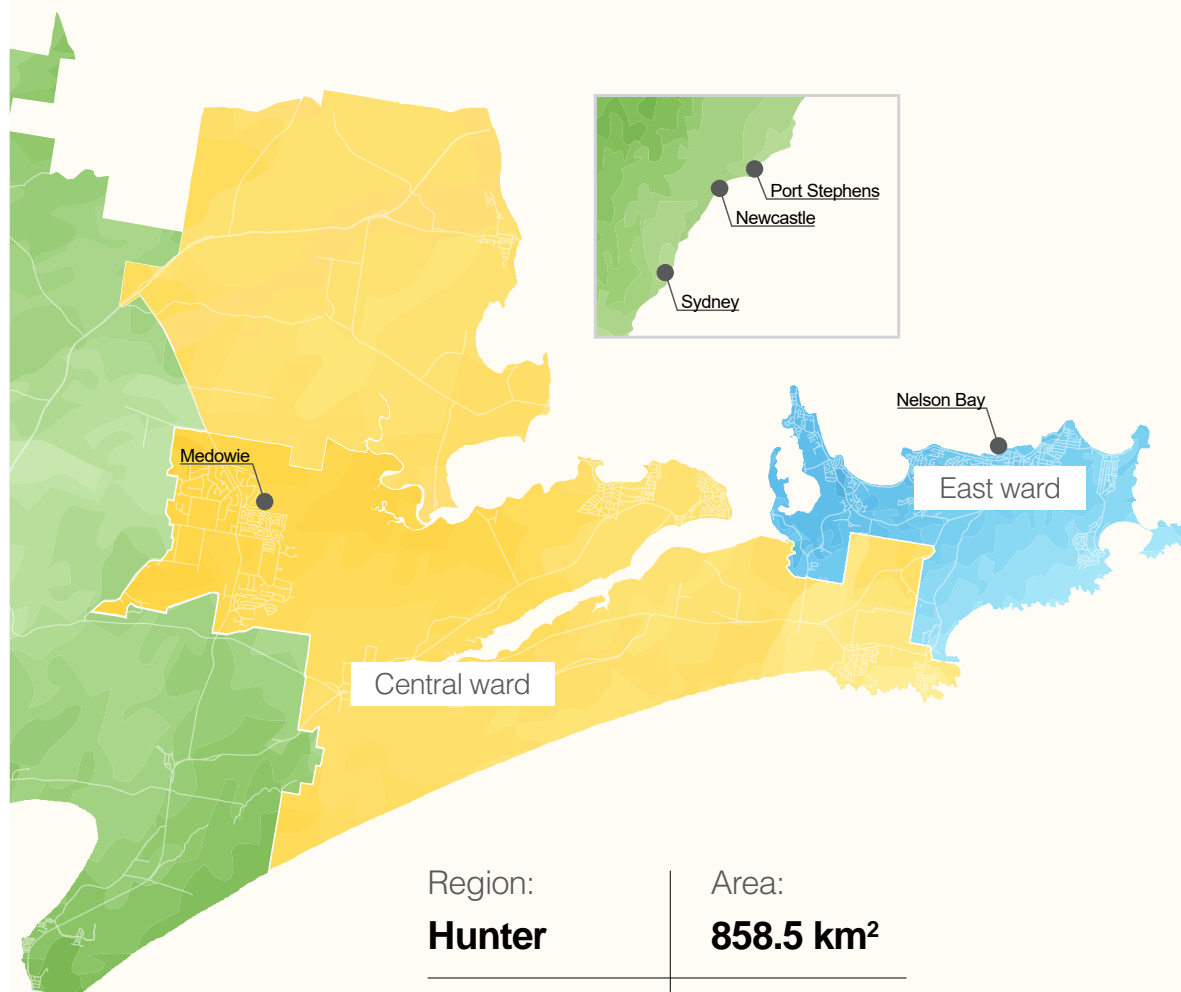 Port Stephens
Newcastle
Sydney
Nelson Bay
Medowie
East ward
Central ward
Region:
Hunter
Area:
858.5 km²